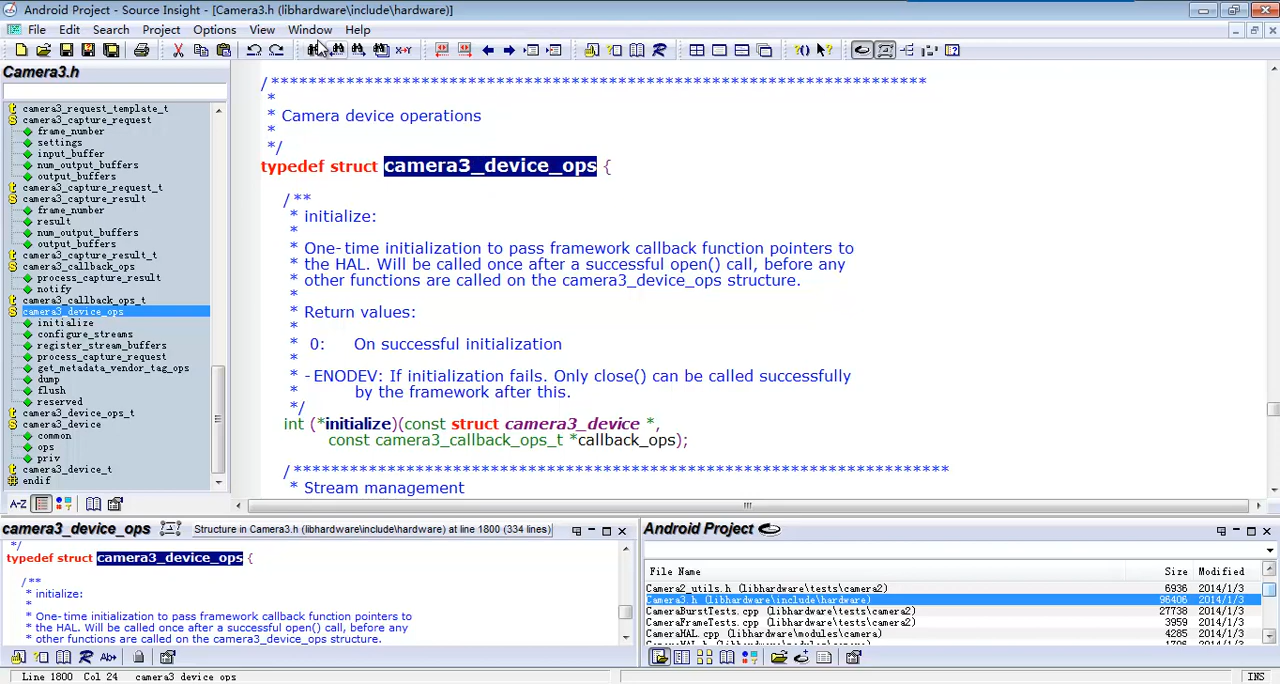 Android Project - Source Insight - [Camera3.h (libhardware\include\hardware)]
File Edit Search Project Options View Window Help
Camera3.h
camera3_request_template_t
camera3_capture_request
frame_number
settings
input_buffer
num_output_buffers
output_buffers
camera3_capture_request_t
camera3_capture_result
frame_number
result
num_output_buffers
output_buffers
camera3_capture_result_t
camera3_callback_ops
process_capture_result
notify
camera3_callback_ops_t
camera3_device_ops
initialize
configure_streams
register_stream_buffers
process_capture_request
get_metadata_vendor_tag_ops
dump
flush
reserved
camera3_device_ops_t
camera3_device
common
ops
priv
camera3_device_t
endif
A-Z
/**********************************************************************
*
* Camera device operations
*
*/
typedef struct camera3_device_ops {
/**
* initialize:
*
* One-time initialization to pass framework callback function pointers to
* the HAL. Will be called once after a successful open() call, before any
* other functions are called on the camera3_device_ops structure.
*
* Return values:
*
* 0: On successful initialization
*
* -ENODEV: If initialization fails. Only close() can be called successfully
* by the framework after this.
*/
int (*initialize)(const struct camera3_device *,
const camera3_callback_ops_t *callback_ops);
/**********************************************************************
* Stream management
camera3_device_ops Structure in Camera3.h (libhardware\include\hardware) at line 1800 (334 lines)
*/
typedef struct camera3_device_ops {
/**
* initialize:
*
* One-time initialization to pass framework callback function pointers to
* the HAL. Will be called once after a successful open() call, before any
* other functions are called on the camera3_device_ops structure.
Android Project
File Name Size Modified
Camera2_utils.h (libhardware\tests\camera2) 6936 2014/1/3
Camera3.h (libhardware\include\hardware) 96406 2014/1/3
CameraBurstTests.cpp (libhardware\tests\camera2) 27738 2014/1/3
CameraFrameTests.cpp (libhardware\tests\camera2) 3959 2014/1/3
CameraHAL.cpp (libhardware\modules\camera) 4285 2014/1/3
Line 1800 Col 24 camera3_device_ops INS